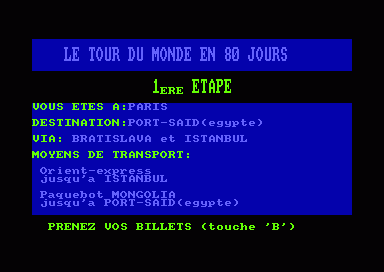 LE TOUR DU MONDE EN 80 JOURS
1ERE ETAPE
VOUS ETES A:PARIS
DESTINATION:PORT-SAID(egypte)
VIA: BRATISLAVA et ISTANBUL
MOYENS DE TRANSPORT:
Orient-express
jusqu'a ISTANBUL
Paquebot MONGOLIA
jusqu'a PORT-SAID(egypte)
PRENEZ VOS BILLETS (touche 'B')